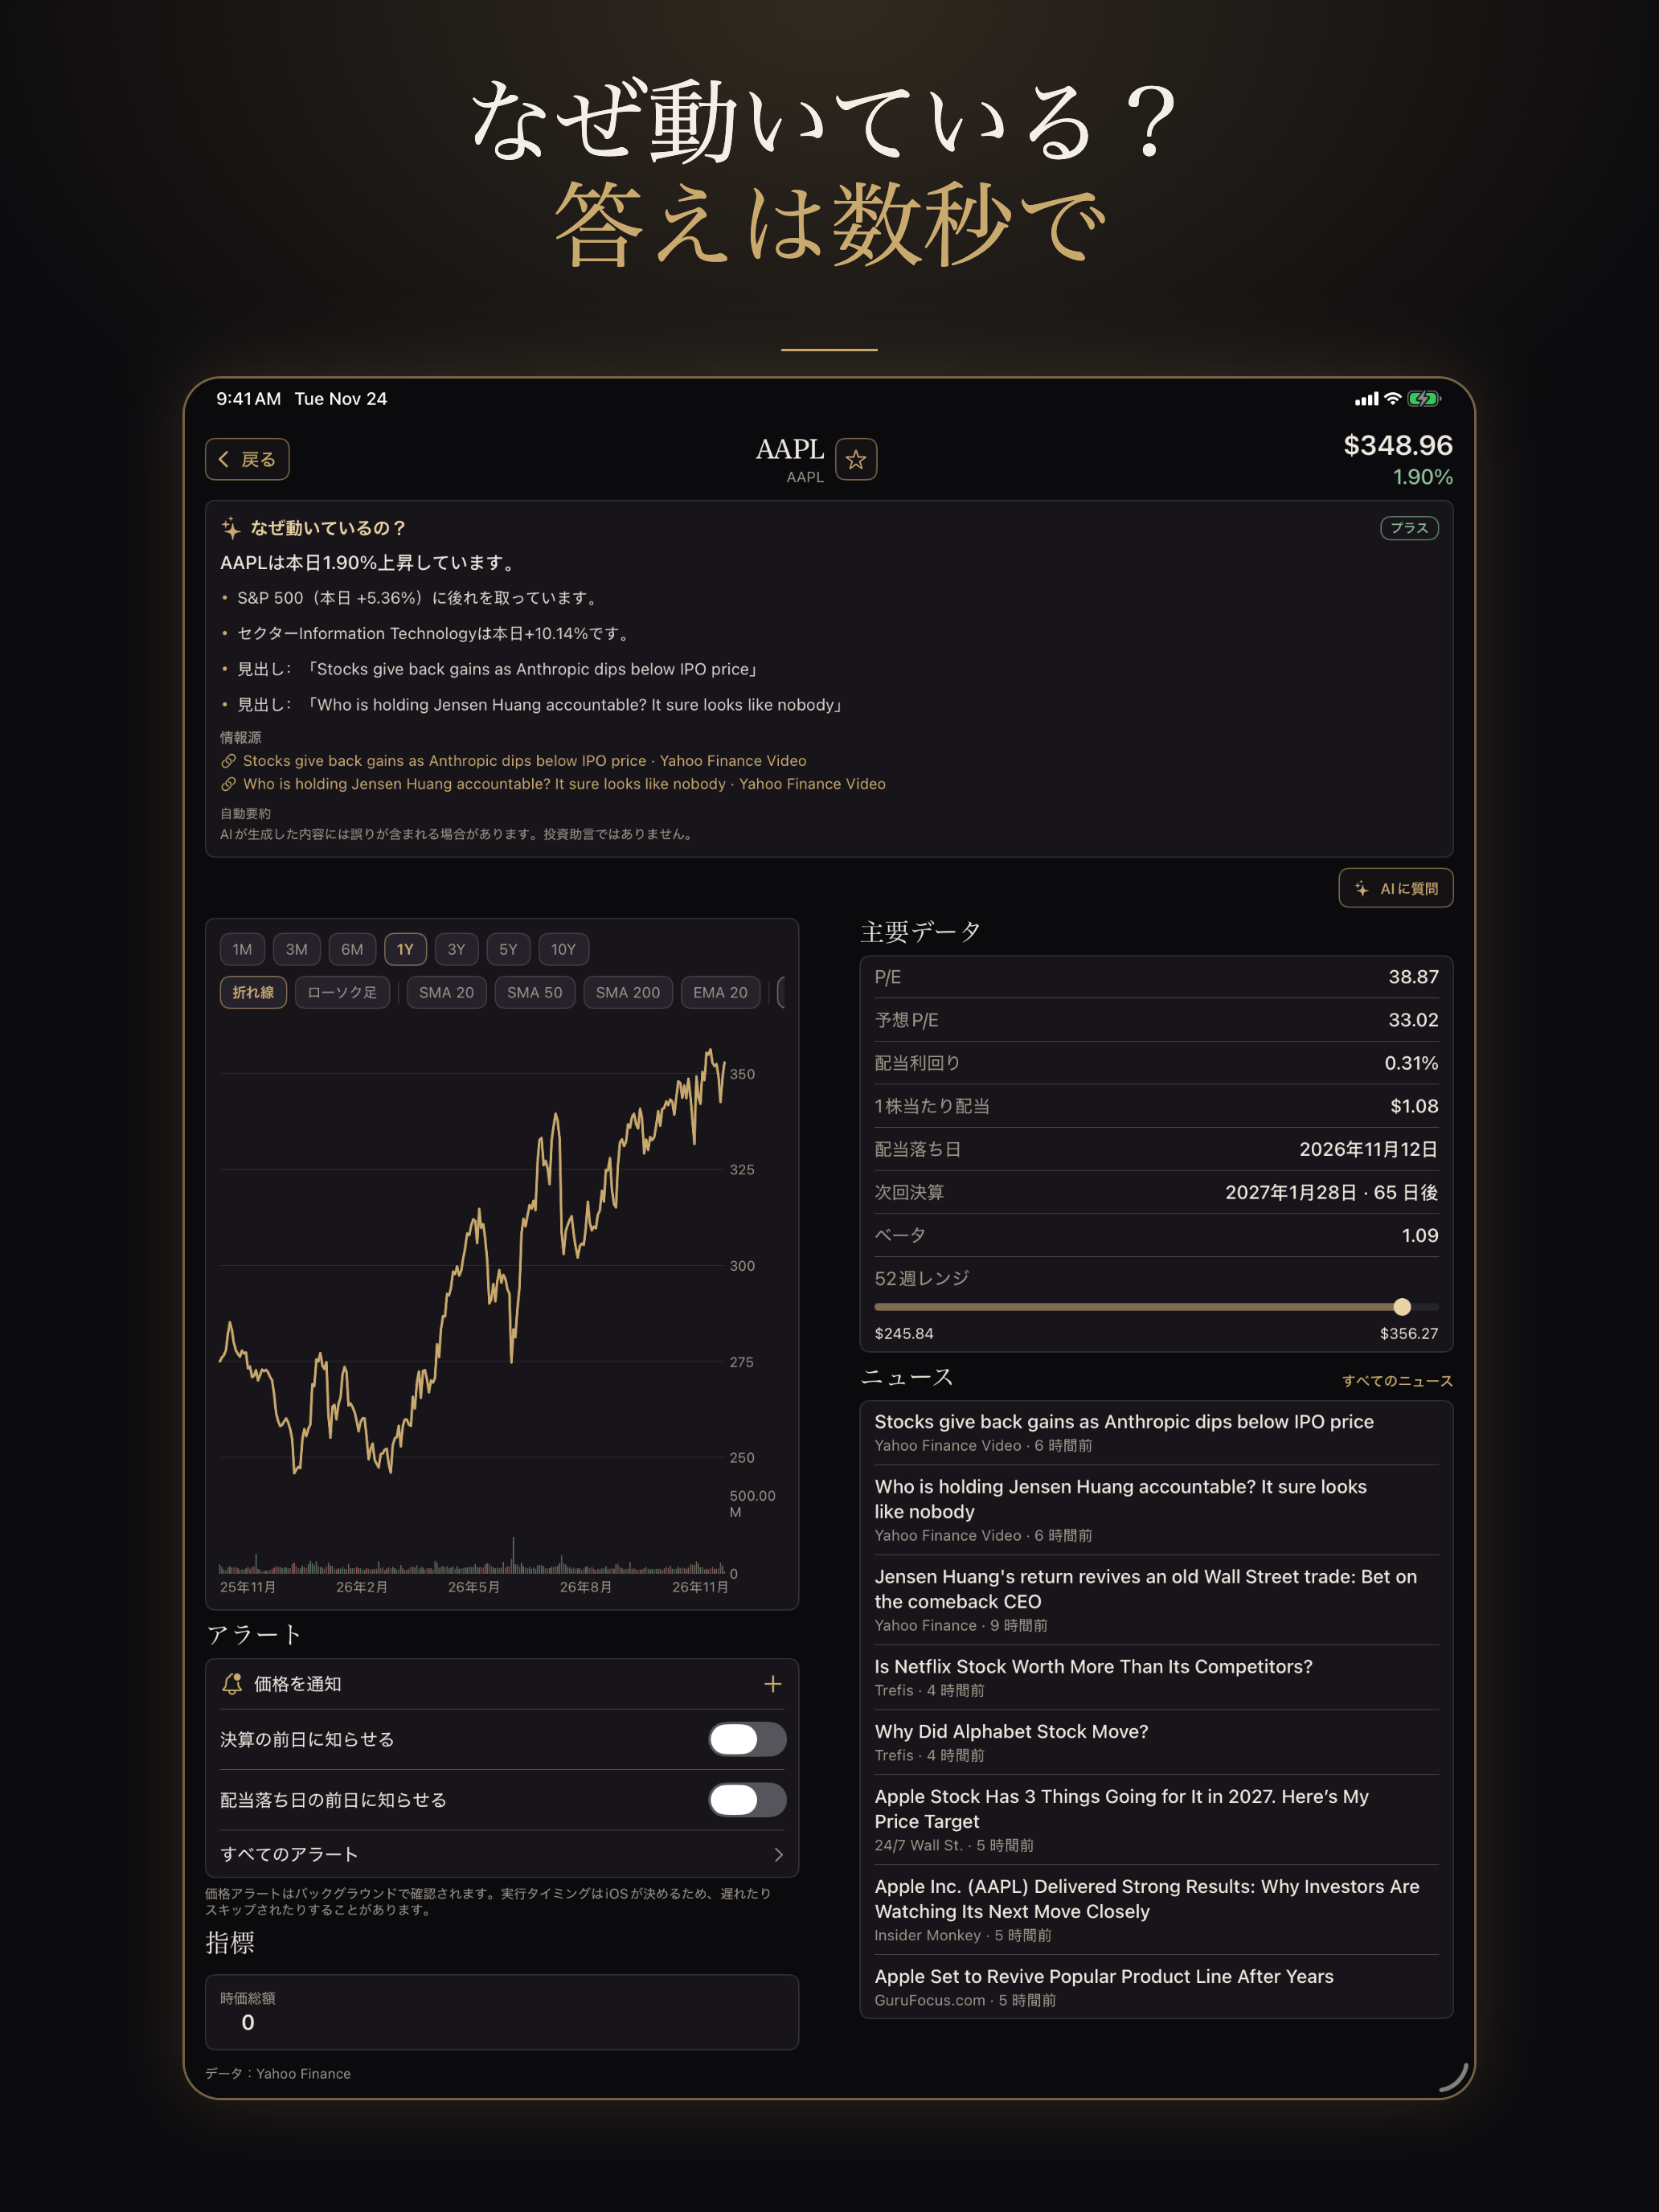 なぜ動いている？
答えは数秒で
9:41 AM Tue Nov 24
戻る
AAPL
AAPL
$348.96
1.90%
なぜ動いているの？
プラス
AAPLは本日1.90%上昇しています。
• S&P 500（本日 +5.36%）に後れを取っています。
• セクターInformation Technologyは本日+10.14%です。
• 見出し：「Stocks give back gains as Anthropic dips below IPO price」
• 見出し：「Who is holding Jensen Huang accountable? It sure looks like nobody」
情報源
Stocks give back gains as Anthropic dips below IPO price · Yahoo Finance Video
Who is holding Jensen Huang accountable? It sure looks like nobody · Yahoo Finance Video
自動要約
AIが生成した内容には誤りが含まれる場合があります。投資助言ではありません。
AIに質問
1M 3M 6M 1Y 3Y 5Y 10Y
折れ線 ローソク足 SMA 20 SMA 50 SMA 200 EMA 20
350
325
300
275
250
500.00
M
0
25年11月 26年2月 26年5月 26年8月 26年11月
アラート
価格を通知
決算の前日に知らせる
配当落ち日の前日に知らせる
すべてのアラート
価格アラートはバックグラウンドで確認されます。実行タイミングはiOSが決めるため、遅れたり
スキップされたりすることがあります。
指標
時価総額
0
データ：Yahoo Finance
主要データ
P/E 38.87
予想P/E 33.02
配当利回り 0.31%
1株当たり配当 $1.08
配当落ち日 2026年11月12日
次回決算 2027年1月28日 · 65 日後
ベータ 1.09
52週レンジ
$245.84 $356.27
ニュース すべてのニュース
Stocks give back gains as Anthropic dips below IPO price
Yahoo Finance Video · 6 時間前
Who is holding Jensen Huang accountable? It sure looks
like nobody
Yahoo Finance Video · 6 時間前
Jensen Huang's return revives an old Wall Street trade: Bet on
the comeback CEO
Yahoo Finance · 9 時間前
Is Netflix Stock Worth More Than Its Competitors?
Trefis · 4 時間前
Why Did Alphabet Stock Move?
Trefis · 4 時間前
Apple Stock Has 3 Things Going for It in 2027. Here’s My
Price Target
24/7 Wall St. · 5 時間前
Apple Inc. (AAPL) Delivered Strong Results: Why Investors Are
Watching Its Next Move Closely
Insider Monkey · 5 時間前
Apple Set to Revive Popular Product Line After Years
GuruFocus.com · 5 時間前